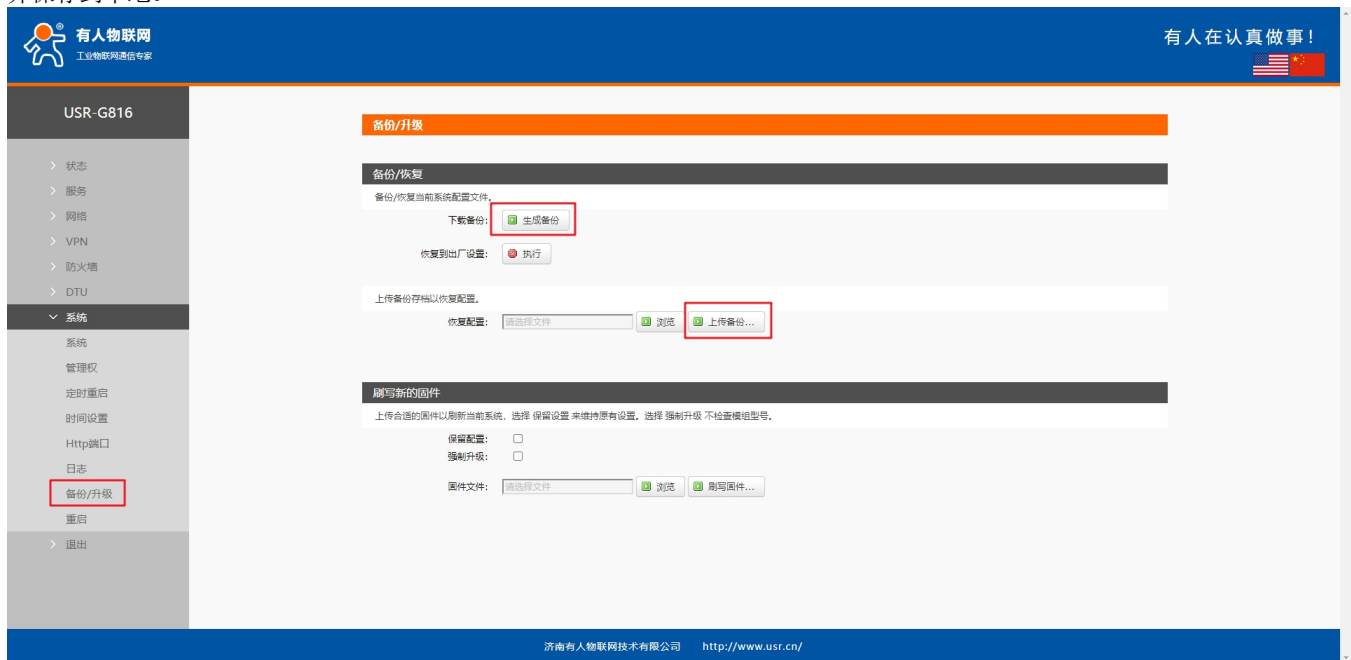 并保存到本地。
有人物联网
®
工业物联网通信专家
有人在认真做事！
USR-G816
状态
服务
网络
VPN
防火墙
DTU
系统
系统
管理权
定时重启
时间设置
Http端口
日志
备份/升级
重启
退出
备份/升级
备份/恢复
备份/恢复当前系统配置文件。
下载备份: 生成备份
恢复到出厂设置: 执行
上传备份存档以恢复配置。
恢复配置: 请选择文件 浏览 上传备份...
刷写新的固件
上传合适的固件以刷新当前系统, 选择 保留设置 来维持原有设置。选择 强制升级 不检查模组型号。
保留配置:
强制升级:
固件文件: 请选择文件 浏览 刷写固件...
济南有人物联网技术有限公司 http://www.usr.cn/